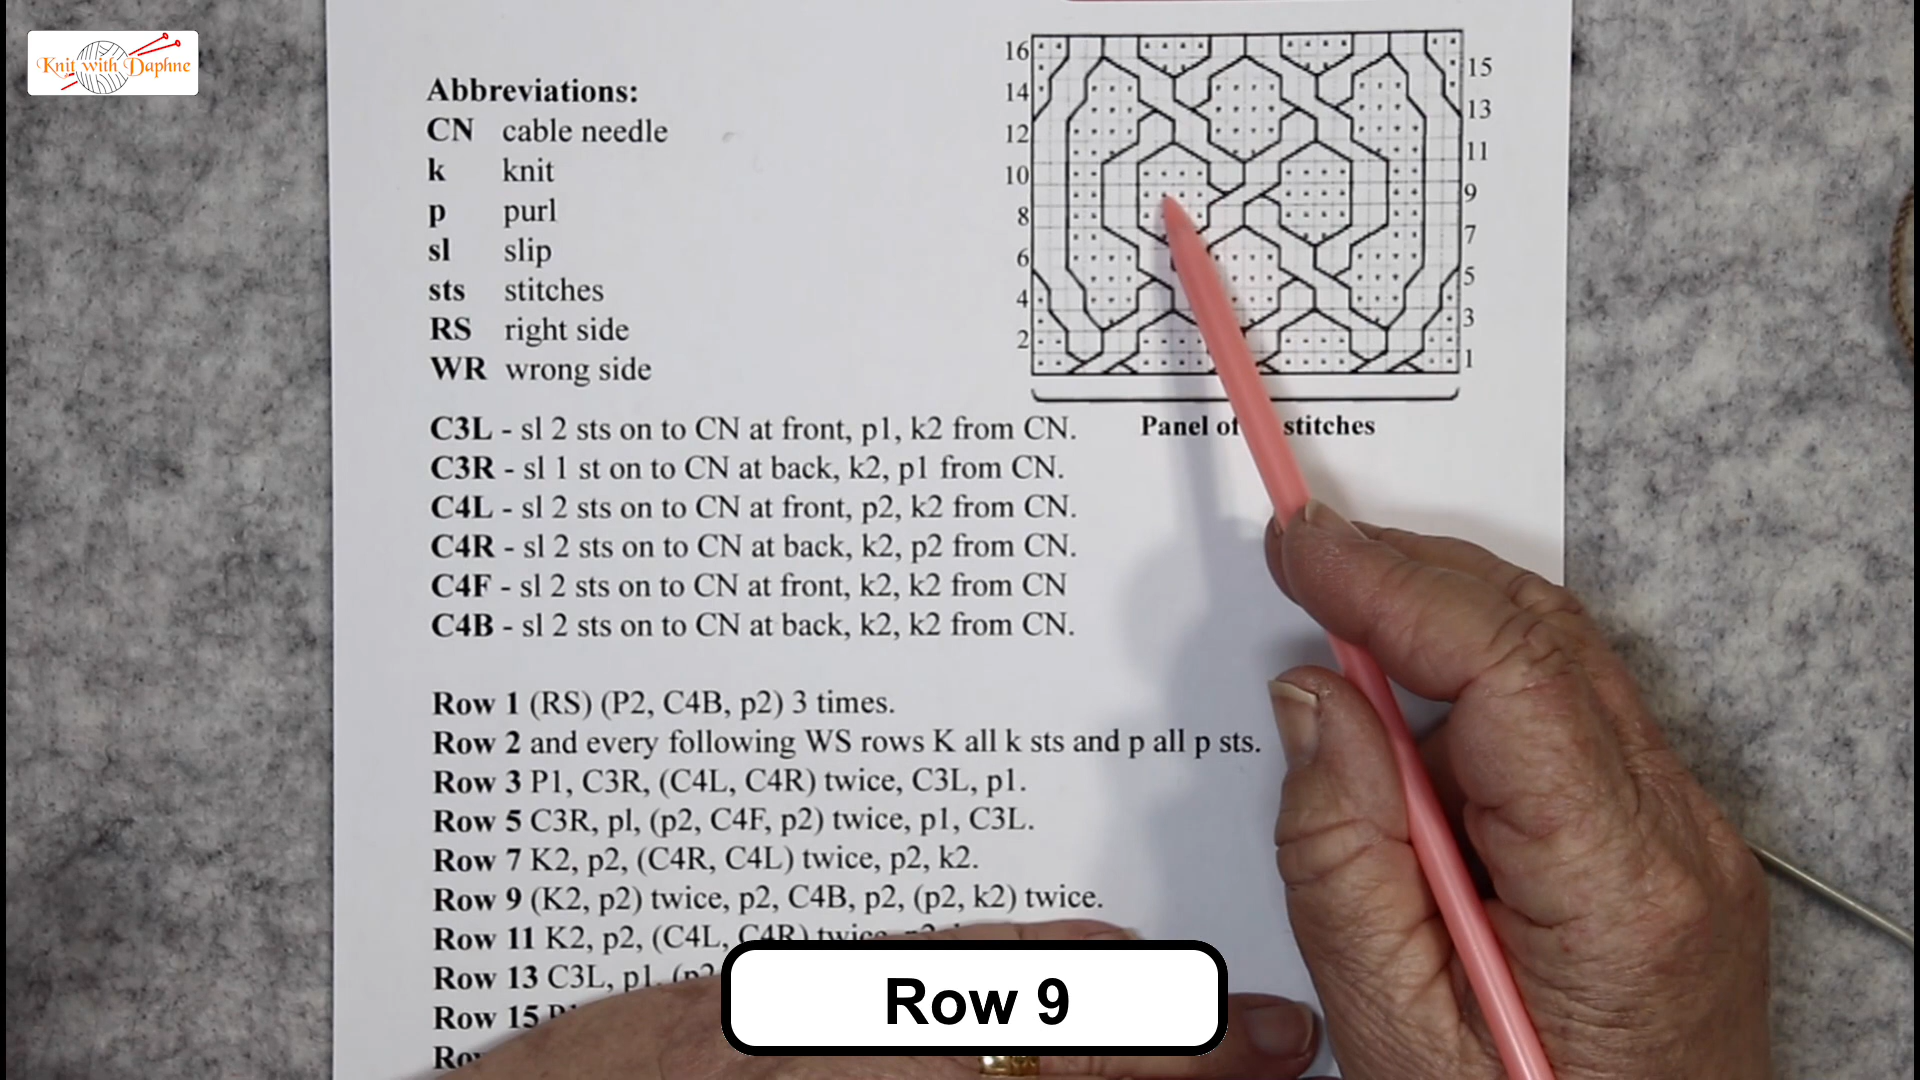 Knit with Daphne
Abbreviations:
CN cable needle
k knit
p purl
sl slip
sts stitches
RS right side
WR wrong side
16
14
12
10
8
6
4
2
15
13
11
9
7
5
3
1
Panel of stitches
C3L - sl 2 sts on to CN at front, p1, k2 from CN.
C3R - sl 1 st on to CN at back, k2, p1 from CN.
C4L - sl 2 sts on to CN at front, p2, k2 from CN.
C4R - sl 2 sts on to CN at back, k2, p2 from CN.
C4F - sl 2 sts on to CN at front, k2, k2 from CN
C4B - sl 2 sts on to CN at back, k2, k2 from CN.
Row 1 (RS) (P2, C4B, p2) 3 times.
Row 2 and every following WS rows K all k sts and p all p sts.
Row 3 P1, C3R, (C4L, C4R) twice, C3L, p1.
Row 5 C3R, pl, (p2, C4F, p2) twice, p1, C3L.
Row 7 K2, p2, (C4R, C4L) twice, p2, k2.
Row 9 (K2, p2) twice, p2, C4B, p2, (p2, k2) twice.
Row 11 K2, p2, (C4L, C4R) twice,
Row 13 C3L, p1, (p2
Row 15
Row 9